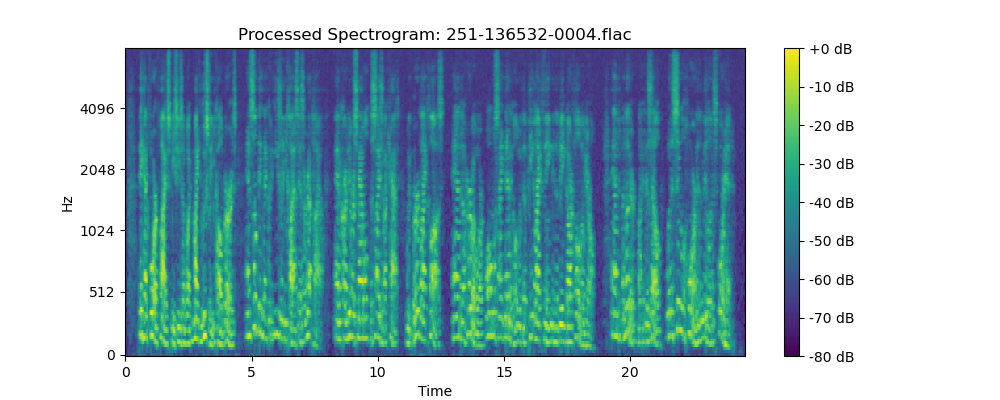 Processed Spectrogram: 251-136532-0004.flac
Hz
4096
2048
1024
512
0
0 5 10 15 20
Time
+0 dB
-10 dB
-20 dB
-30 dB
-40 dB
-50 dB
-60 dB
-70 dB
-80 dB